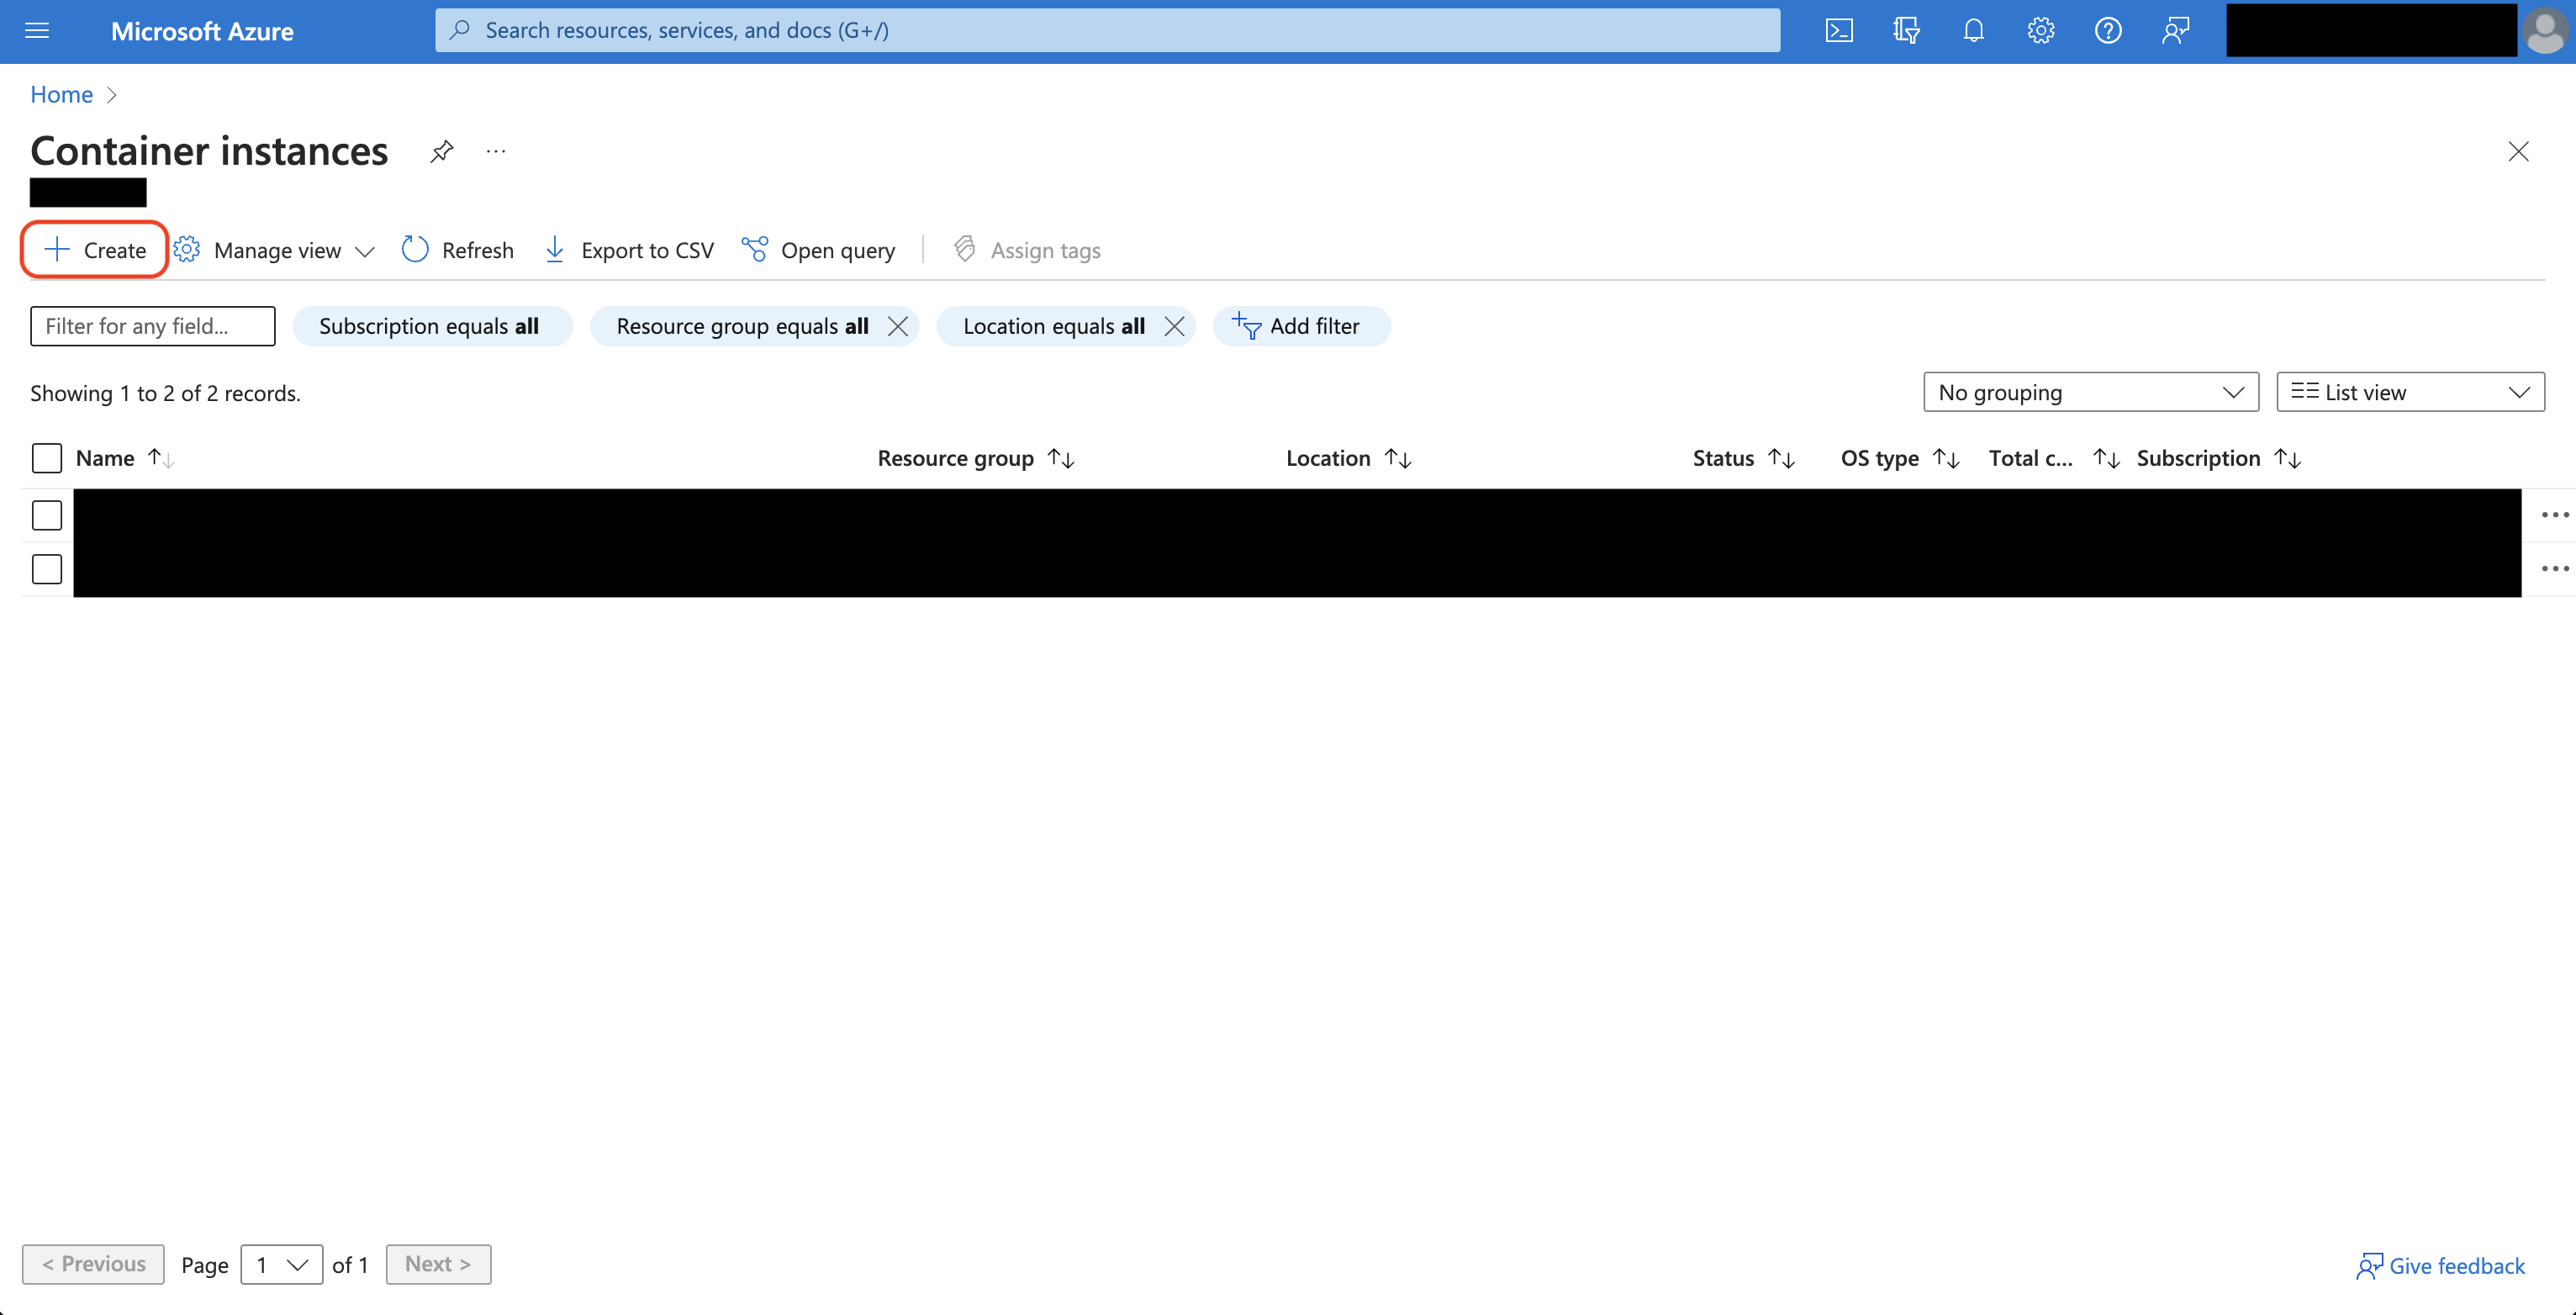 Microsoft Azure
Search resources, services, and docs (G+/)
Home
Container instances
Create
Manage view
Refresh
Export to CSV
Open query
Assign tags
Filter for any field...
Subscription equals all
Resource group equals all
Location equals all
Add filter
Showing 1 to 2 of 2 records.
No grouping
List view
Name
Resource group
Location
Status
OS type
Total c...
Subscription
< Previous
Page
1
of 1
Next >
Give feedback